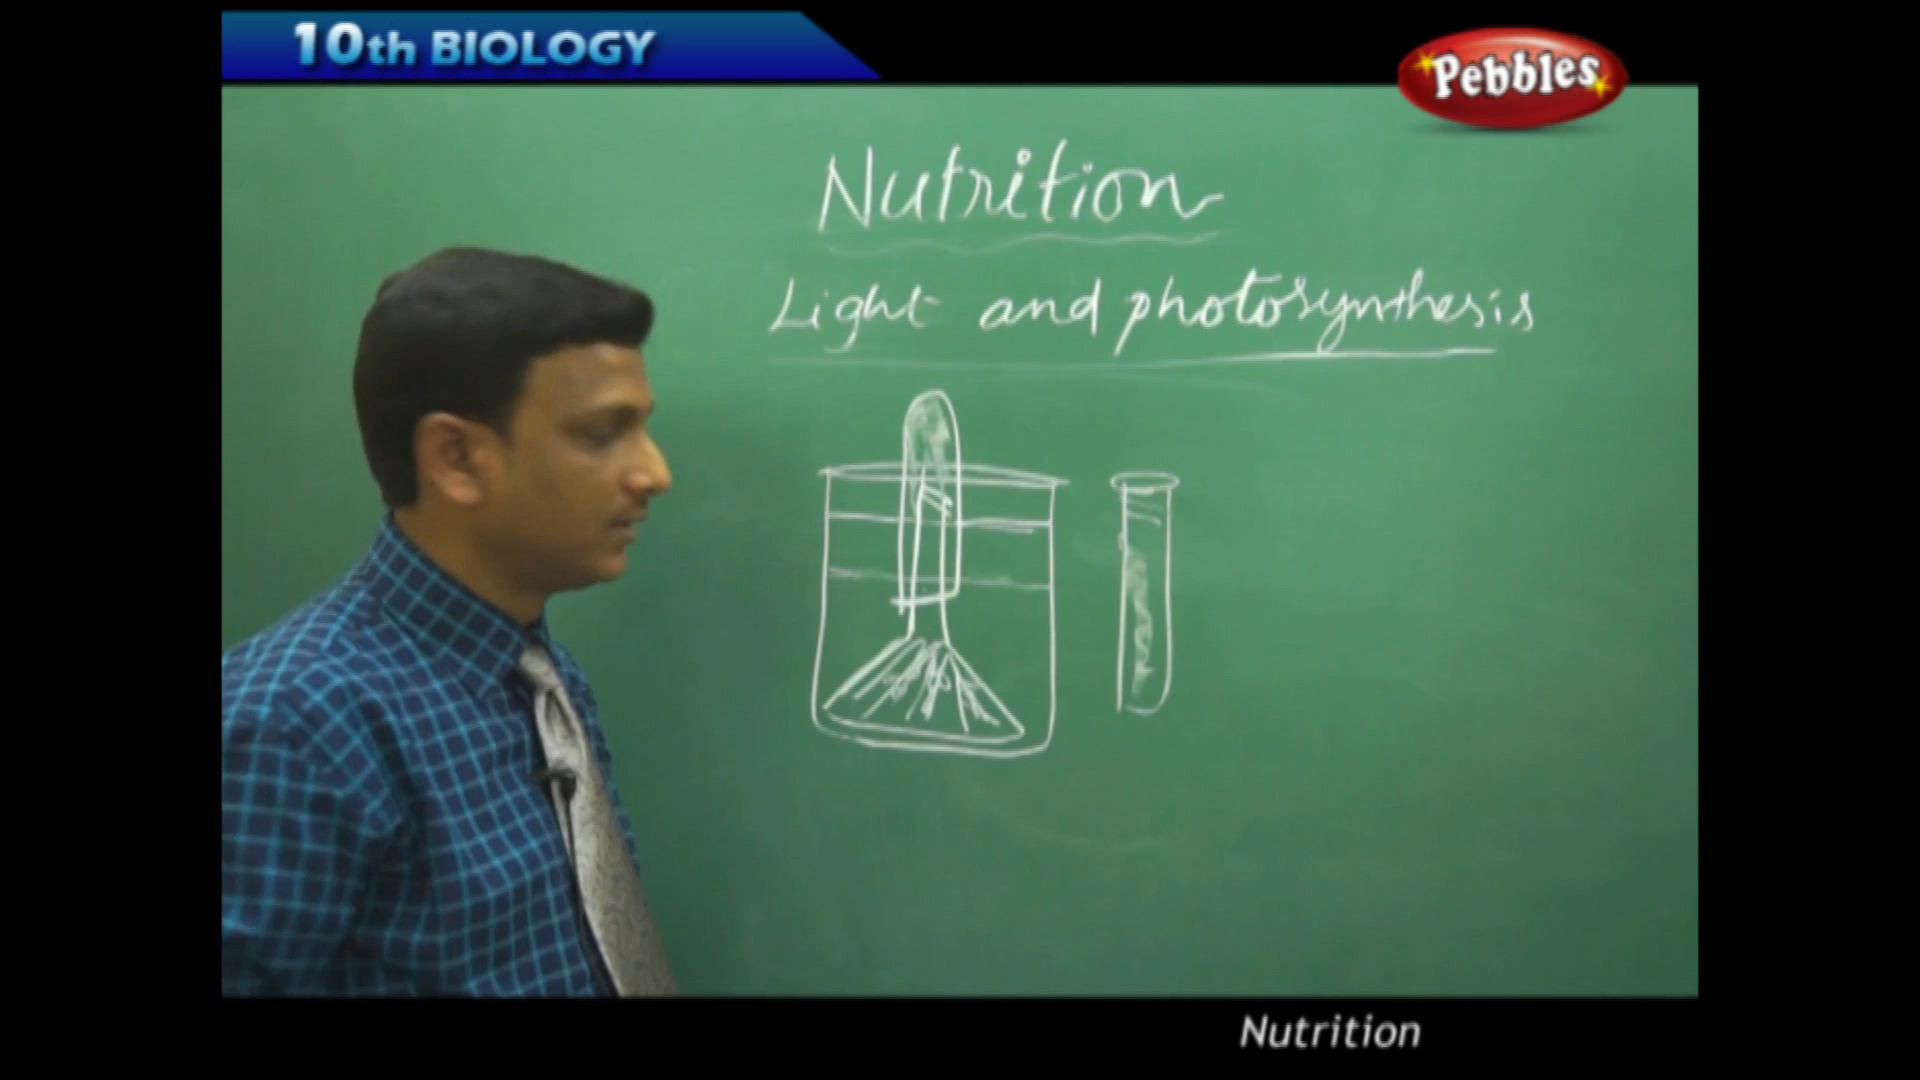 10th BIOLOGY
Pebbles
Nutrition
Light and photosynthesis
Nutrition